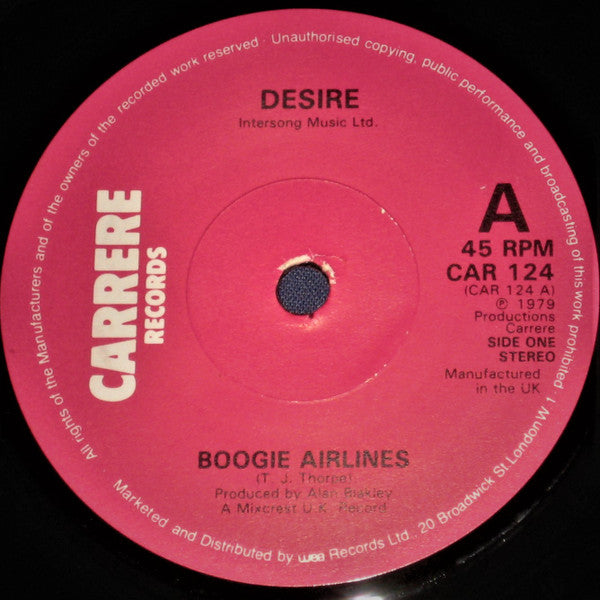 All rights of the Manufacturers and of the owners of the recorded work reserved · Unauthorised copying, public performance and broadcasting of this work prohibited
DESIRE
Intersong Music Ltd.
CARRERE
RECORDS
A
45 RPM
CAR 124
(CAR 124 A)
℗ 1979
Productions
Carrere
SIDE ONE
STEREO
Manufactured
in the UK
BOOGIE AIRLINES
(T. J. Thorpe)
Produced by Alan Blakley
A Mixcrest U.K. Record
Marketed and Distributed by wea Records Ltd., 20 Broadwick St London W 1